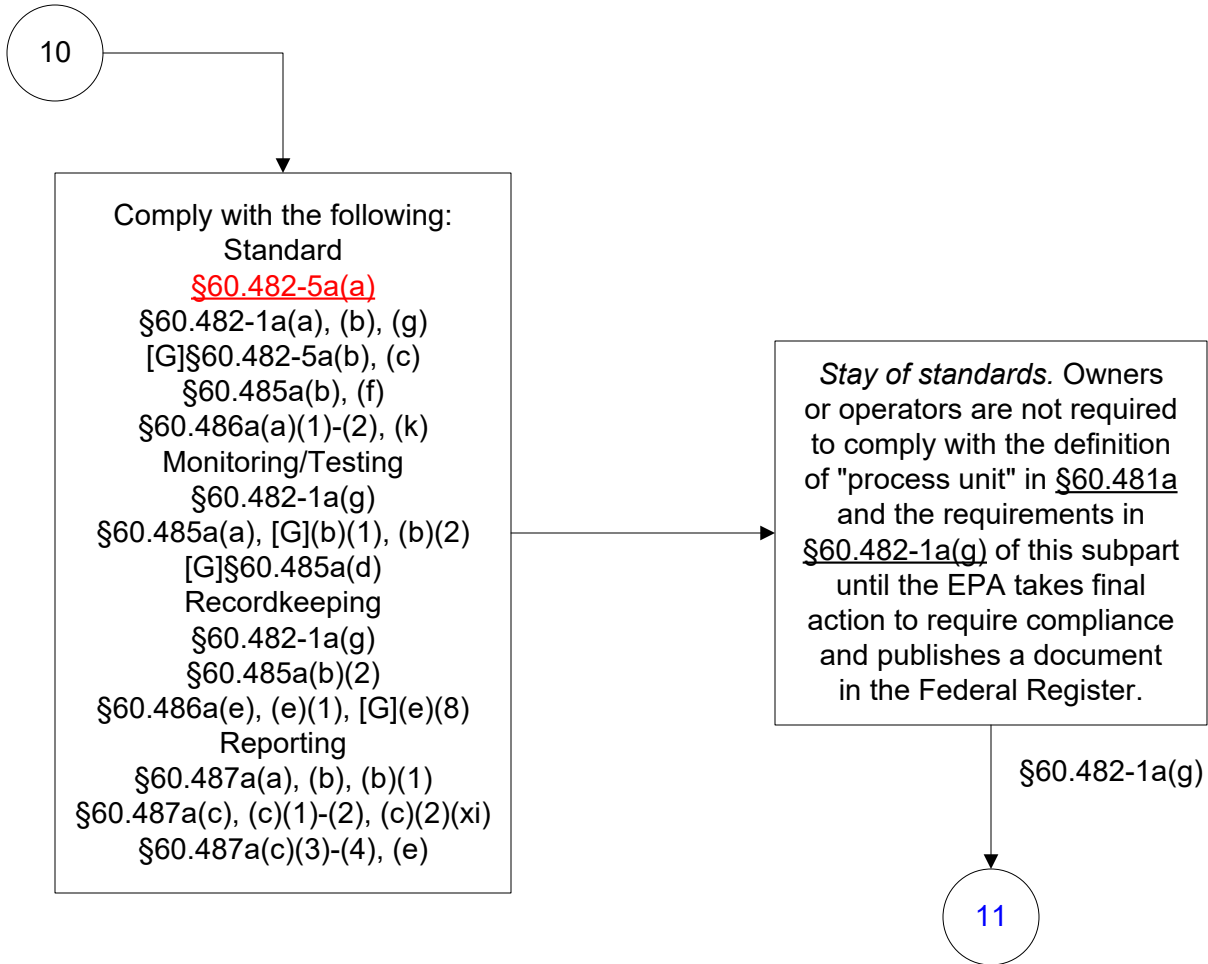 10
Comply with the following:
Standard
§60.482-5a(a)
§60.482-1a(a), (b), (g)
[G]§60.482-5a(b), (c)
§60.485a(b), (f)
§60.486a(a)(1)-(2), (k)
Monitoring/Testing
§60.482-1a(g)
§60.485a(a), [G](b)(1), (b)(2)
[G]§60.485a(d)
Recordkeeping
§60.482-1a(g)
§60.485a(b)(2)
§60.486a(e), (e)(1), [G](e)(8)
Reporting
§60.487a(a), (b), (b)(1)
§60.487a(c), (c)(1)-(2), (c)(2)(xi)
§60.487a(c)(3)-(4), (e)
Stay of standards. Owners
or operators are not required
to comply with the definition
of "process unit" in §60.481a
and the requirements in
§60.482-1a(g) of this subpart
until the EPA takes final
action to require compliance
and publishes a document
in the Federal Register.
§60.482-1a(g)
11